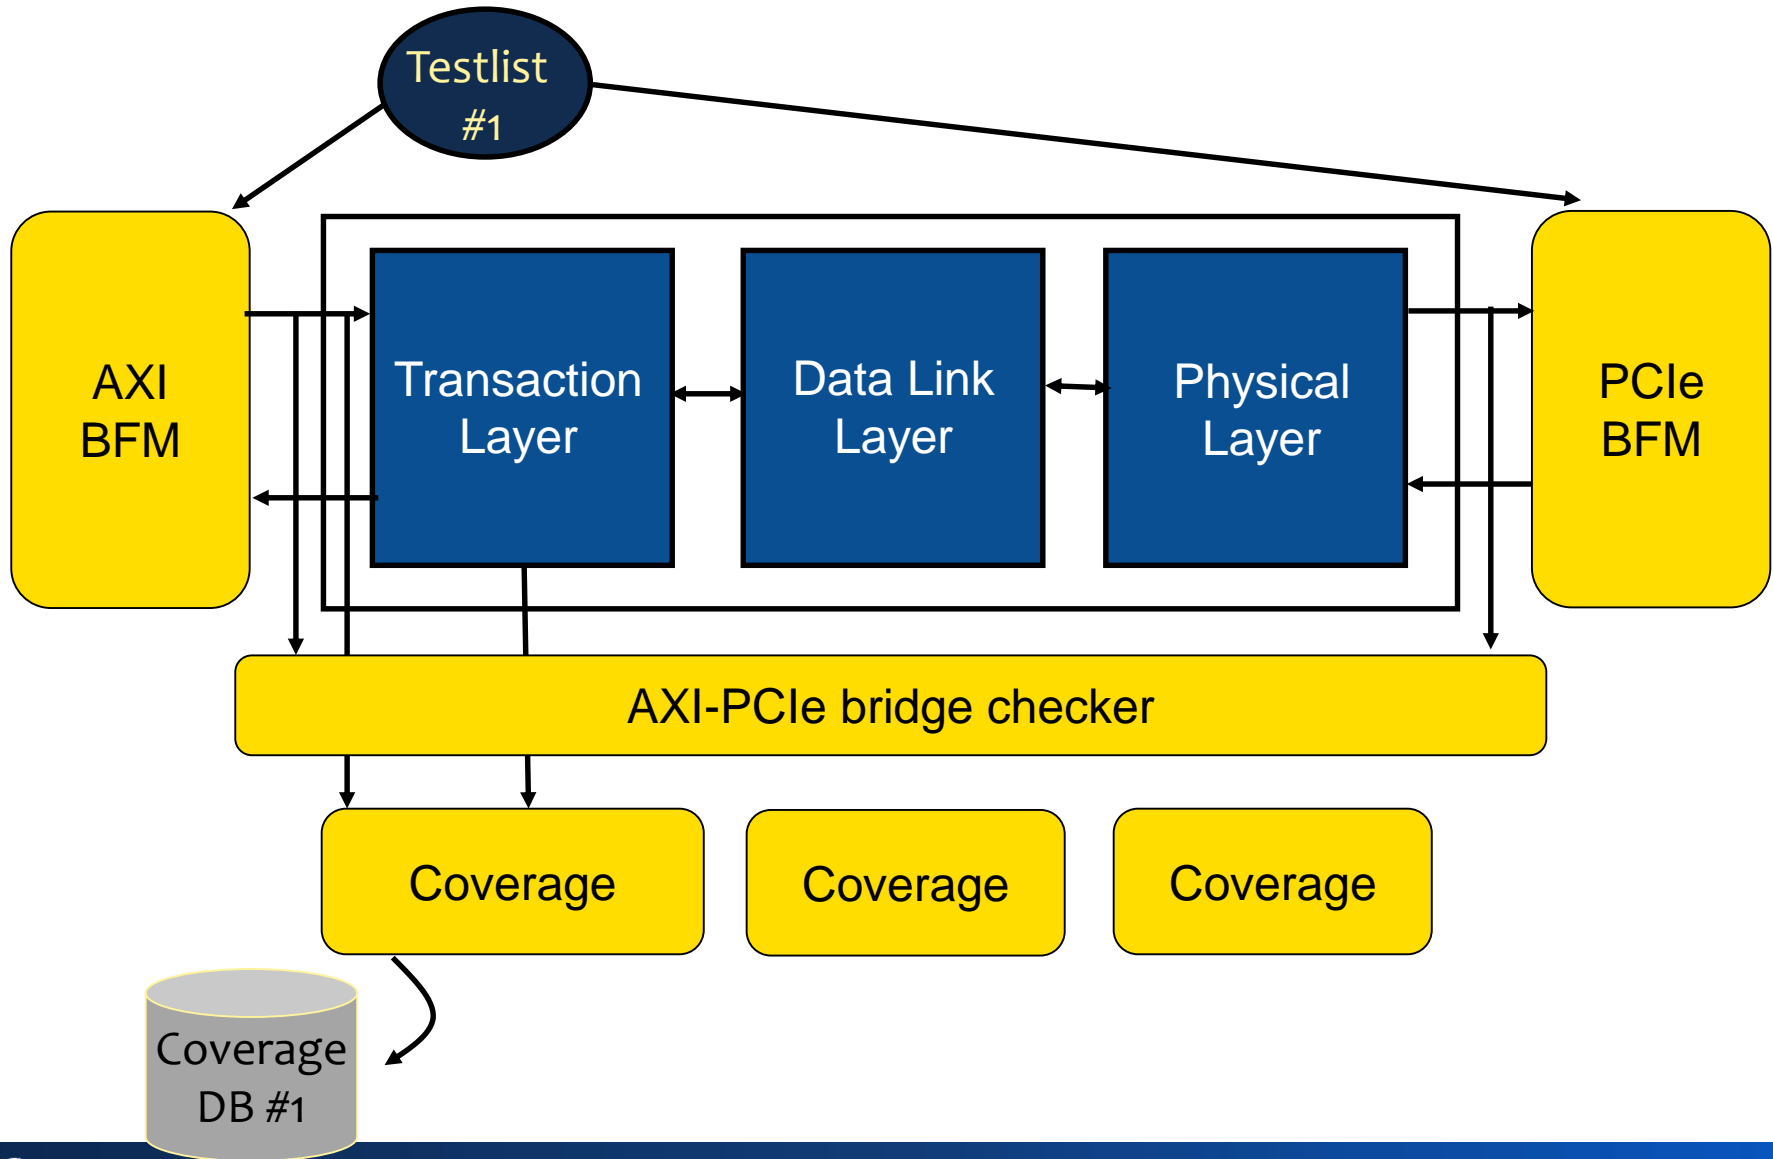 Testlist
#1
AXI
BFM
Transaction
Layer
Data Link
Layer
Physical
Layer
PCIe
BFM
AXI-PCIe bridge checker
Coverage
Coverage
Coverage
Coverage
DB #1